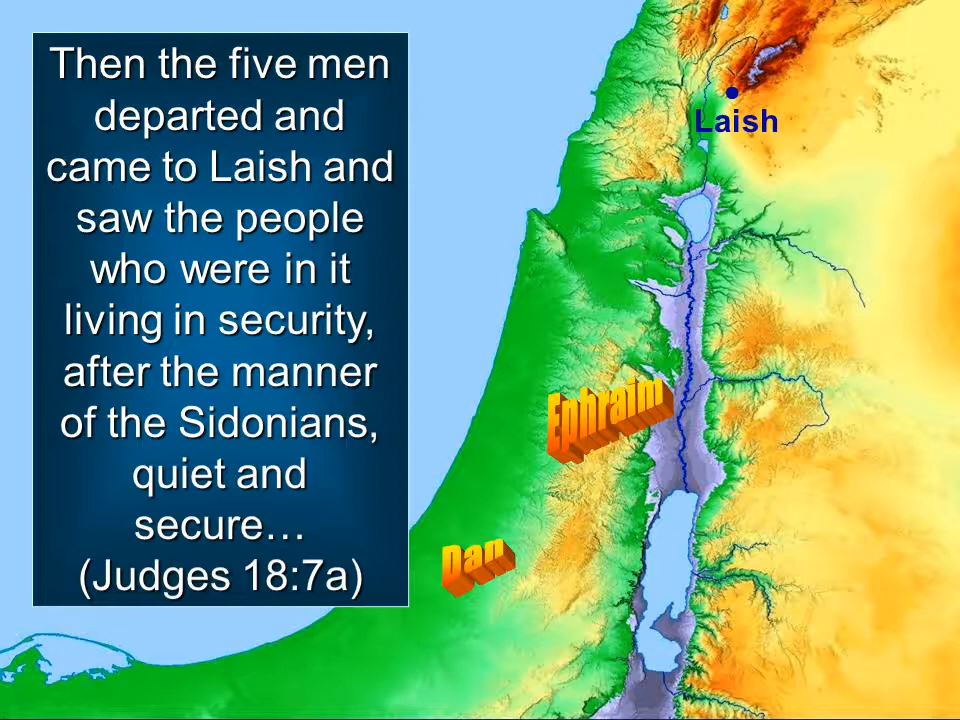 Then the five men
departed and
came to Laish and
saw the people
who were in it
living in security,
after the manner
of the Sidonians,
quiet and
secure…
(Judges 18:7a)
Laish
Ephraim
Dan